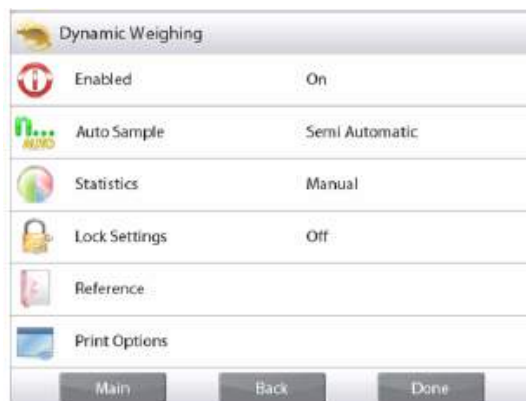 Dynamic Weighing
Enabled On
n...
AUTO
Auto Sample Semi Automatic
Statistics Manual
Lock Settings Off
Reference
Print Options
Main Back Done